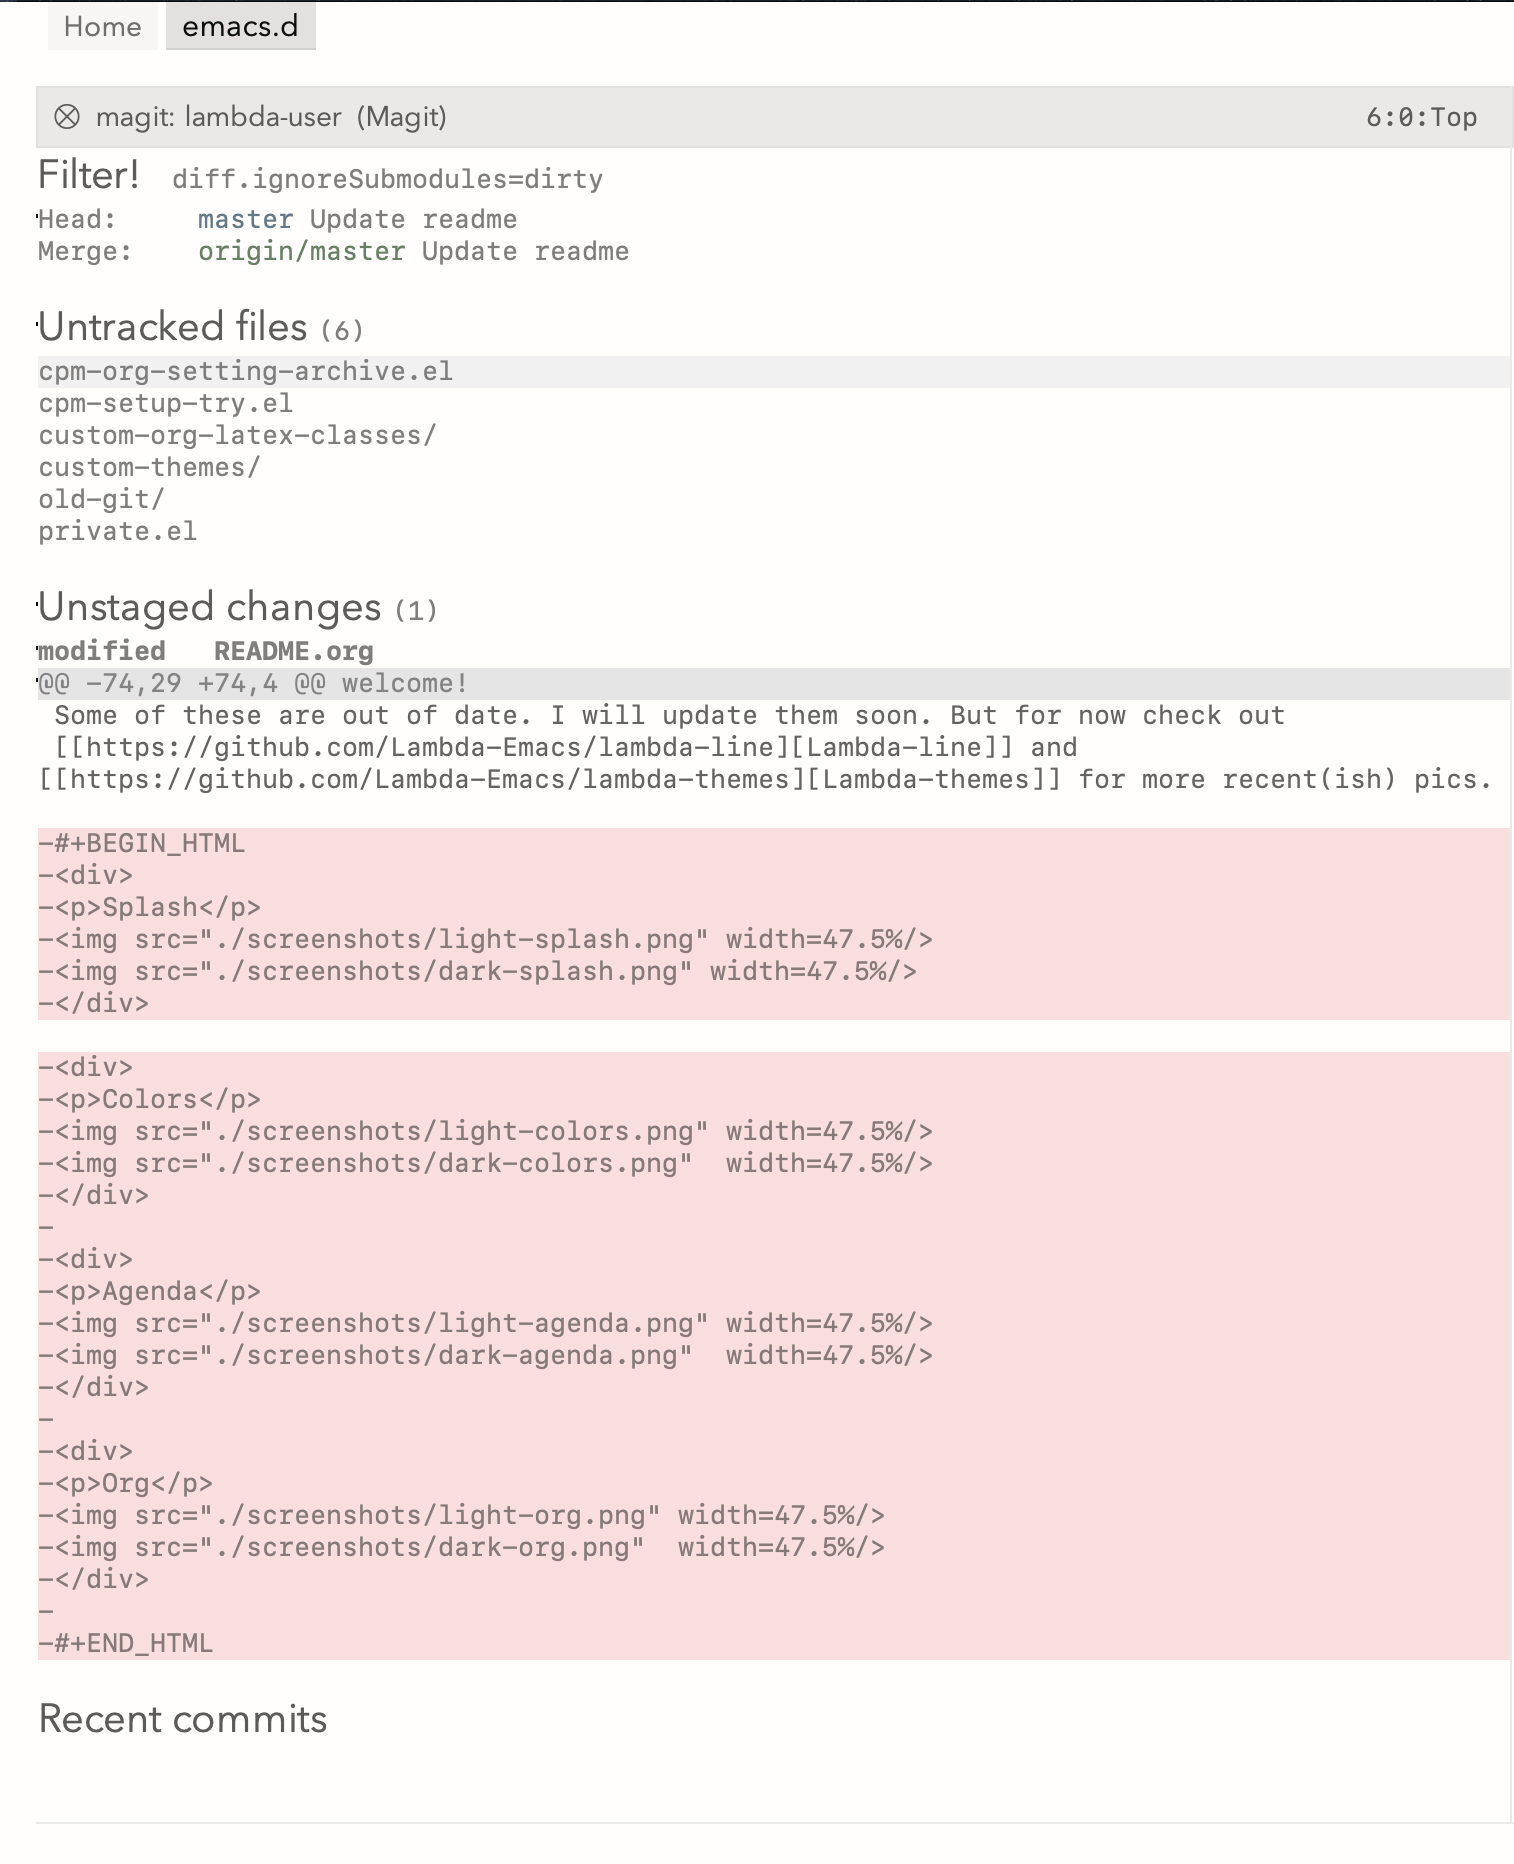 Home emacs.d
magit: lambda-user (Magit) 6:0:Top
Filter! diff.ignoreSubmodules=dirty
Head: master Update readme
Merge: origin/master Update readme
Untracked files (6)
cpm-org-setting-archive.el
cpm-setup-try.el
custom-org-latex-classes/
custom-themes/
old-git/
private.el
Unstaged changes (1)
modified README.org
@@ -74,29 +74,4 @@ welcome!
Some of these are out of date. I will update them soon. But for now check out
[[https://github.com/Lambda-Emacs/lambda-line][Lambda-line]] and
[[https://github.com/Lambda-Emacs/lambda-themes][Lambda-themes]] for more recent(ish) pics.
-#+BEGIN_HTML
-<div>
-<p>Splash</p>
-<img src="./screenshots/light-splash.png" width=47.5%/>
-<img src="./screenshots/dark-splash.png" width=47.5%/>
-</div>
-<div>
-<p>Colors</p>
-<img src="./screenshots/light-colors.png" width=47.5%/>
-<img src="./screenshots/dark-colors.png"  width=47.5%/>
-</div>
-
-<div>
-<p>Agenda</p>
-<img src="./screenshots/light-agenda.png" width=47.5%/>
-<img src="./screenshots/dark-agenda.png"  width=47.5%/>
-</div>
-
-<div>
-<p>Org</p>
-<img src="./screenshots/light-org.png" width=47.5%/>
-<img src="./screenshots/dark-org.png"  width=47.5%/>
-</div>
-
-#+END_HTML
Recent commits